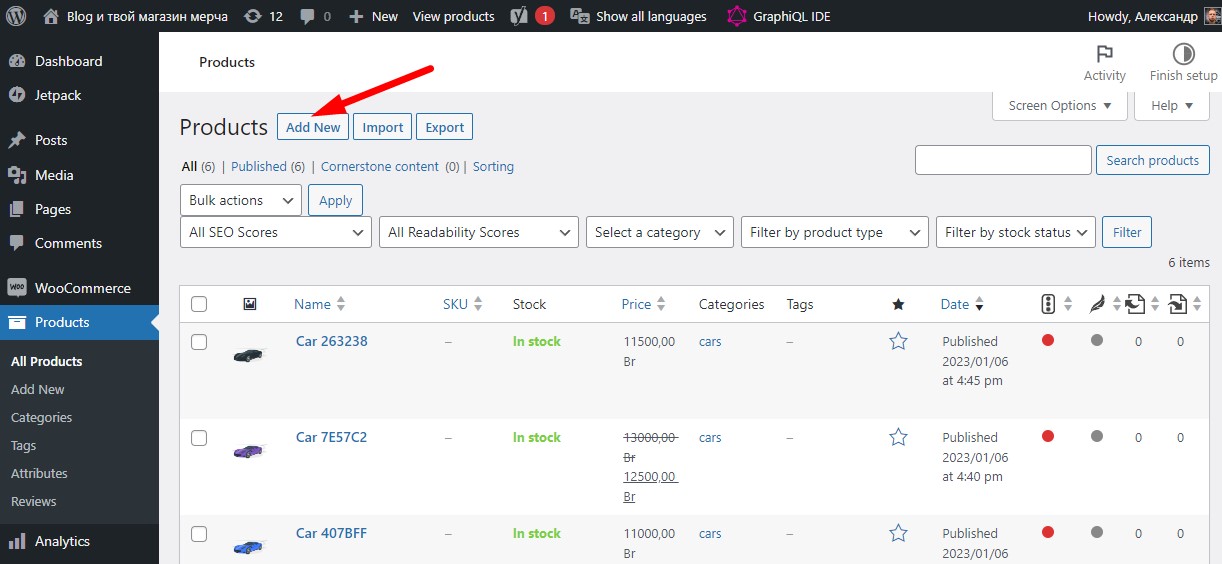 Блог и твой магазин мерча 12 0 New View products 1 Show all languages GraphiQL IDE Howdy, Александр
Dashboard
Jetpack
Posts
Media
Pages
Comments
WooCommerce
Products
All Products
Add New
Categories
Tags
Attributes
Reviews
Analytics
Products
Activity
Finish setup
Screen Options Help
Products Add New Import Export
All (6) | Published (6) | Cornerstone content (0) | Sorting
Search products
Bulk actions Apply
All SEO Scores All Readability Scores Select a category Filter by product type Filter by stock status Filter
6 items
Name SKU Stock Price Categories Tags Date
Car 263238 – In stock 11500,00 cars – Published 0 0
Br 2023/01/06
at 4:45 pm
Car 7E57C2 – In stock 13000,00 cars – Published 0 0
Br 2023/01/06
12500,00 at 4:40 pm
Br
Car 407BFF – In stock 11000,00 cars – Published 0 0
Br 2023/01/06